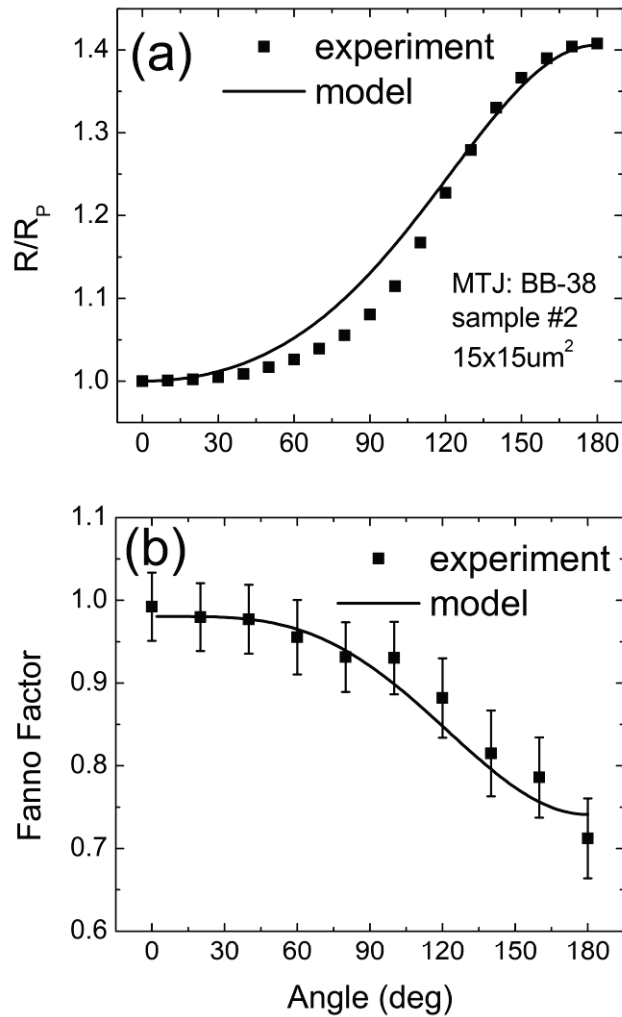 (a)
experiment
model
1.4
1.3
1.2
1.1
1.0
R/R_P
MTJ: BB-38
sample #2
15x15um²
0 30 60 90 120 150 180
(b)
experiment
model
1.1
1.0
0.9
0.8
0.7
0.6
Fanno Factor
0 30 60 90 120 150 180
Angle (deg)